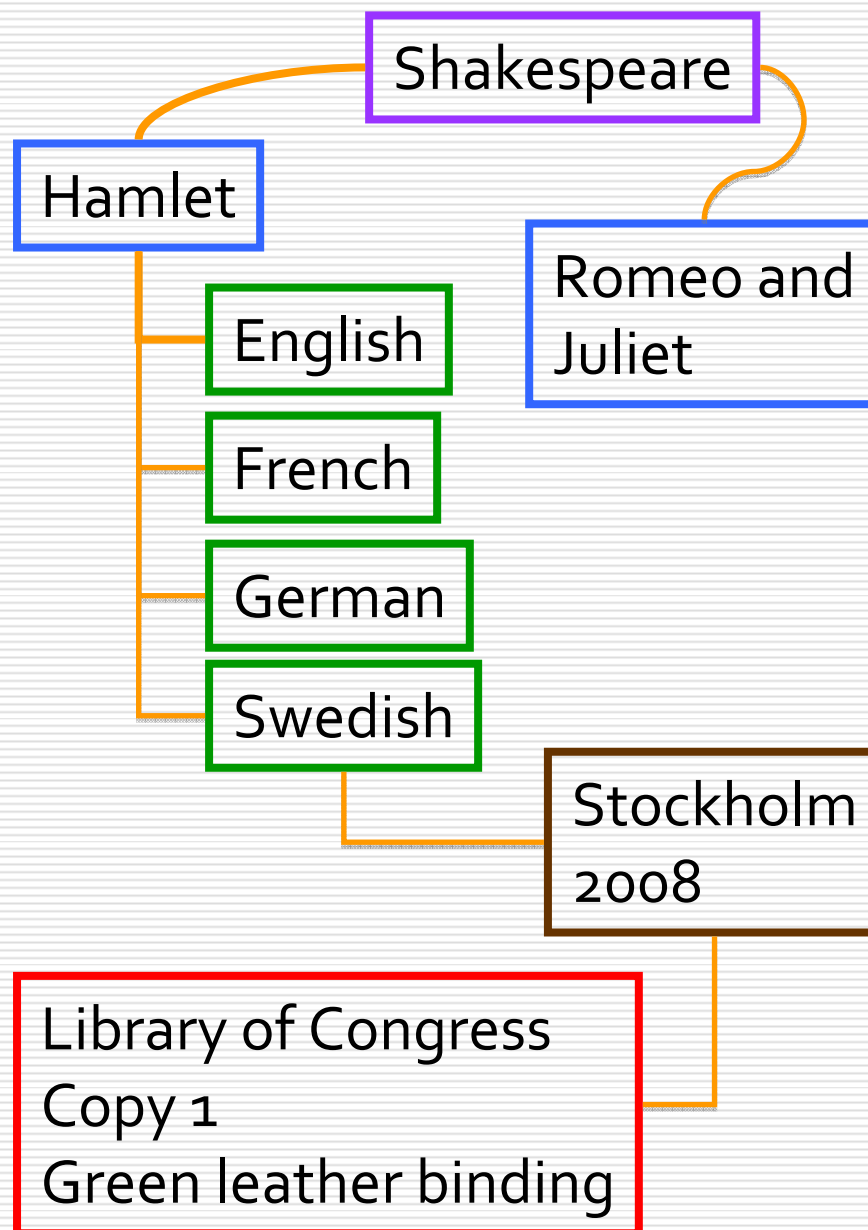 Shakespeare
Hamlet
Romeo and
Juliet
English
French
German
Swedish
Stockholm
2008
Library of Congress
Copy 1
Green leather binding